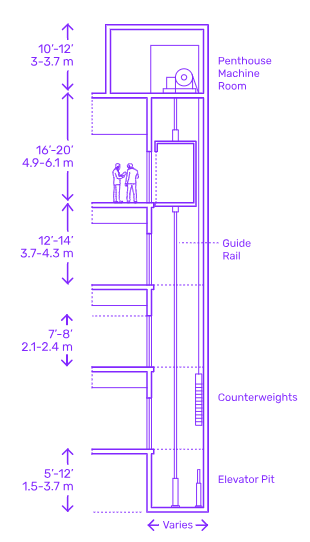 10’-12’
3-3.7 m
Penthouse
Machine
Room
16’-20’
4.9-6.1 m
12’-14’
3.7-4.3 m
Guide
Rail
7’-8’
2.1-2.4 m
Counterweights
5’-12’
1.5-3.7 m
Elevator Pit
Varies